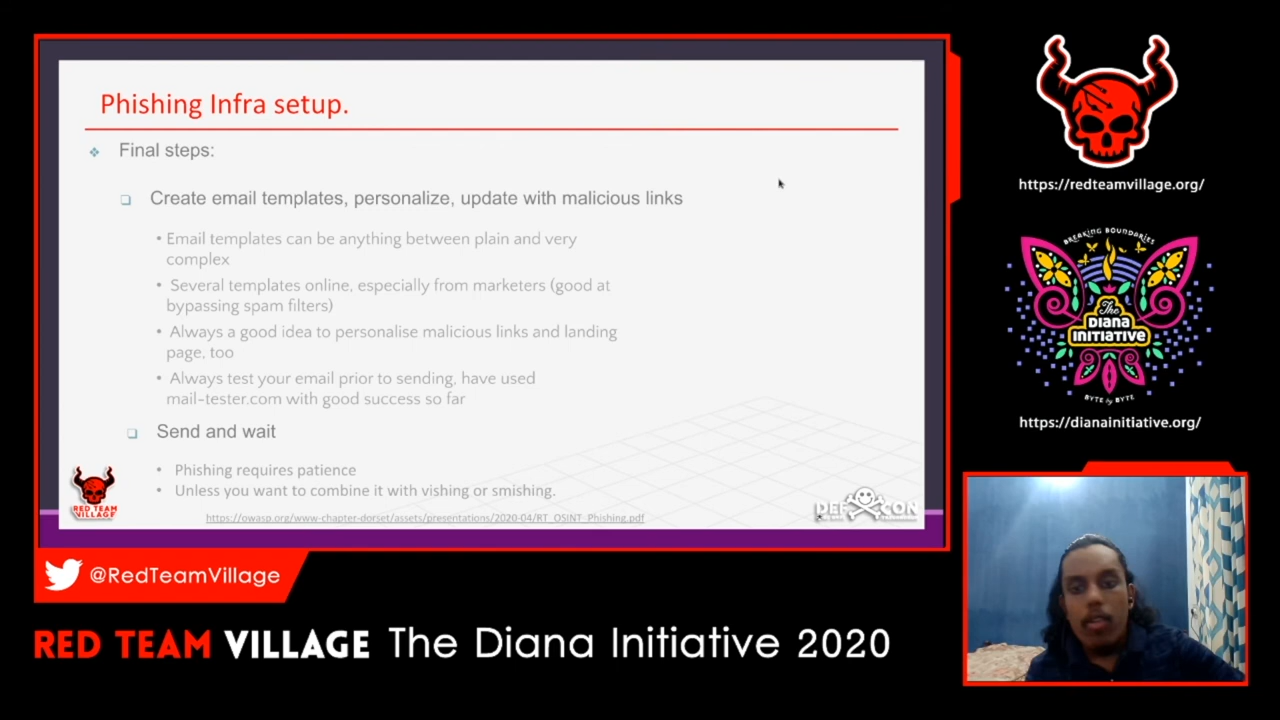 Phishing Infra setup.
Final steps:
Create email templates, personalize, update with malicious links
• Email templates can be anything between plain and very
complex
• Several templates online, especially from marketers (good at
bypassing spam filters)
• Always a good idea to personalise malicious links and landing
page, too
• Always test your email prior to sending, have used
mail-tester.com with good success so far
Send and wait
• Phishing requires patience
• Unless you want to combine it with vishing or smishing.
https://owasp.org/www-chapter-dorset/assets/presentations/2020-04/RT_OSINT_Phishing.pdf
RED TEAM
VILLAGE
DEF CON
@RedTeamVillage
RED TEAM VILLAGE The Diana Initiative 2020
https://redteamvillage.org/
BREAKING BOUNDARIES
The
DIANA
INITIATIVE
BYTE by BYTE
https://dianainitiative.org/